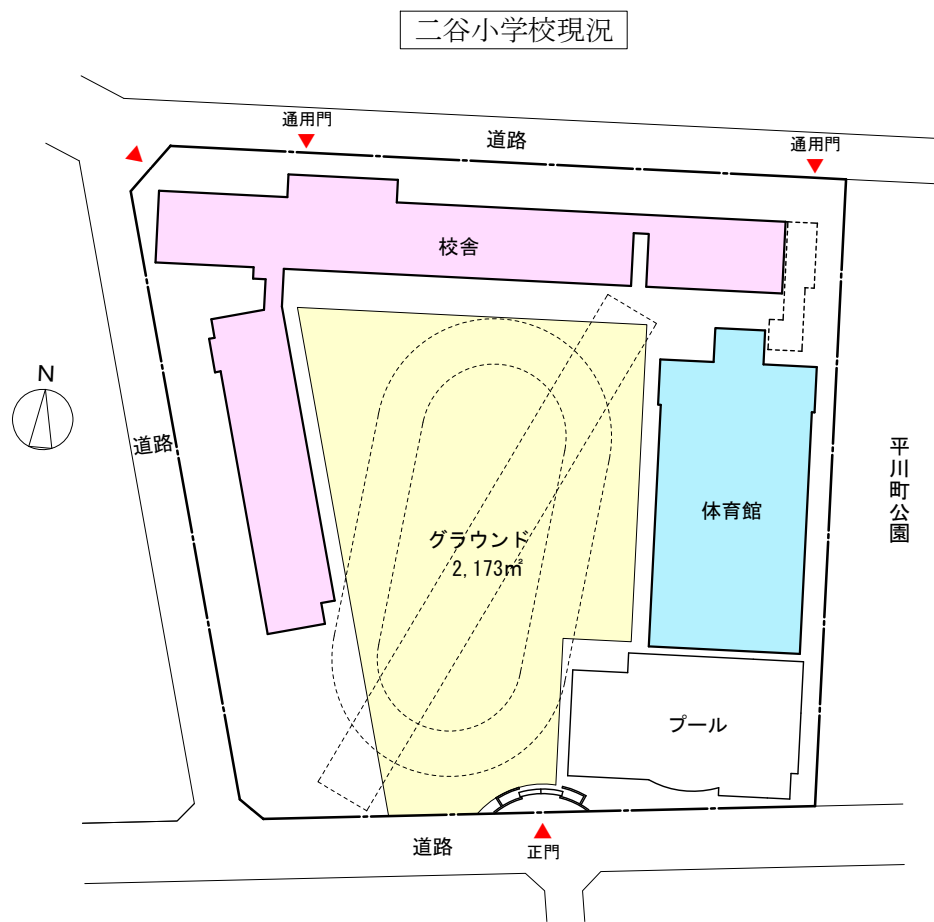 二谷小学校現況
通用門
道路
通用門
校舎
N
道路
平川町公園
体育館
グラウンド
2,173㎡
プール
道路
正門